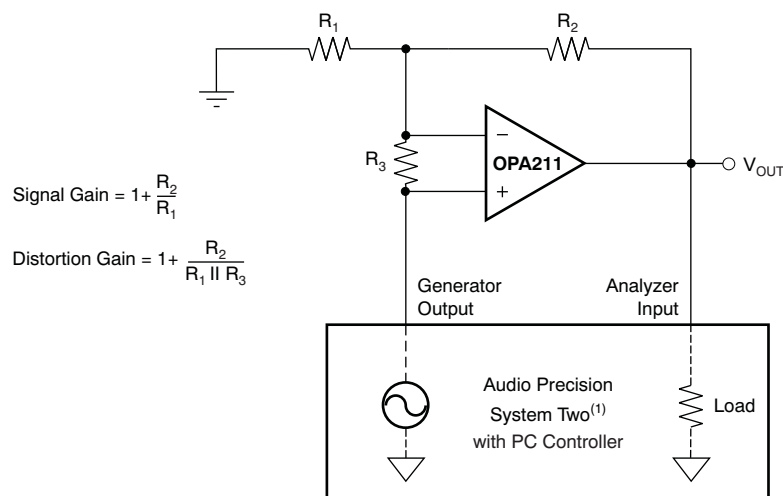 R1
R2
R3
−
OPA211
+
VOUT
Signal Gain = 1+ R2
R1
Distortion Gain = 1+ R2
R1 II R3
Generator
Output
Analyzer
Input
Audio Precision
System Two(1)
with PC Controller
Load